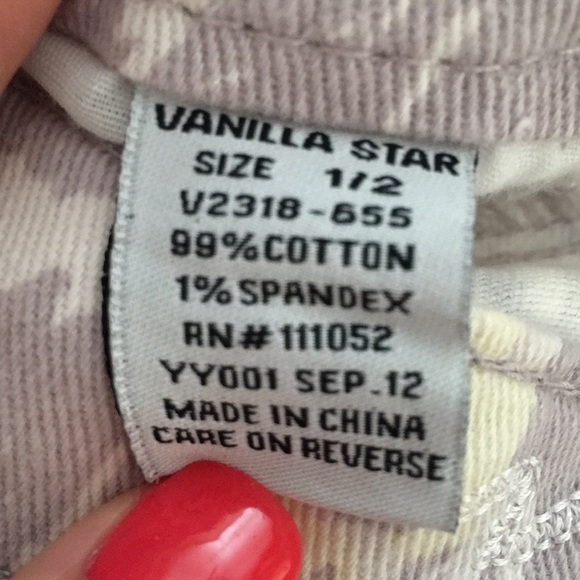 VANILLA STAR
SIZE 1/2
V2318-655
99%COTTON
1%SPANDEX
RN#111052
YY001 SEP.12
MADE IN CHINA
CARE ON REVERSE